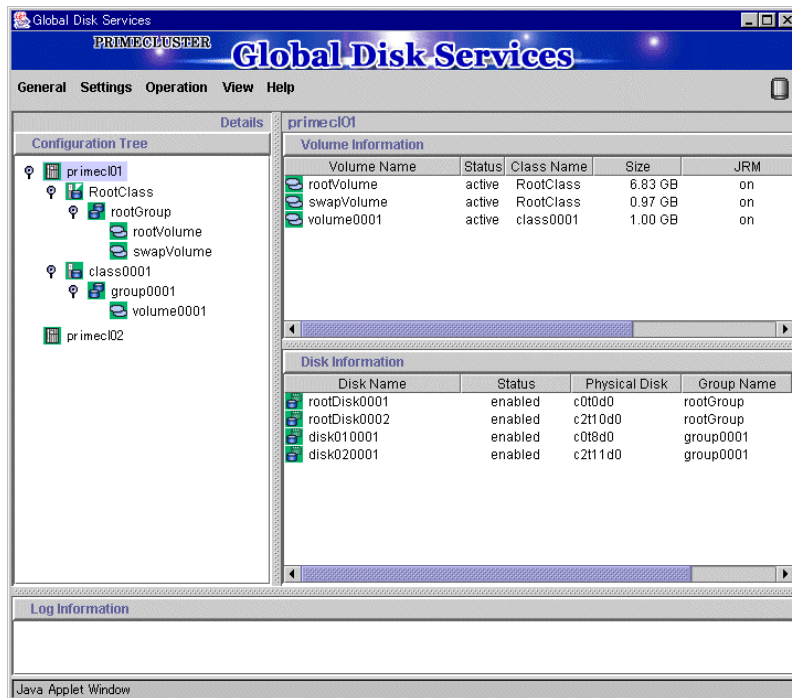 Global Disk Services
PRIMECLUSTER
Global Disk Services
General Settings Operation View Help
Details
Configuration Tree
primecl01
RootClass
rootGroup
rootVolume
swapVolume
class0001
group0001
volume0001
primecl02
primecl01
Volume Information
Volume Name Status Class Name Size JRM
rootVolume active RootClass 6.83 GB on
swapVolume active RootClass 0.97 GB on
volume0001 active class0001 1.00 GB on
Disk Information
Disk Name Status Physical Disk Group Name
rootDisk0001 enabled c0t0d0 rootGroup
rootDisk0002 enabled c2t10d0 rootGroup
disk010001 enabled c0t8d0 group0001
disk020001 enabled c2t11d0 group0001
Log Information
Java Applet Window